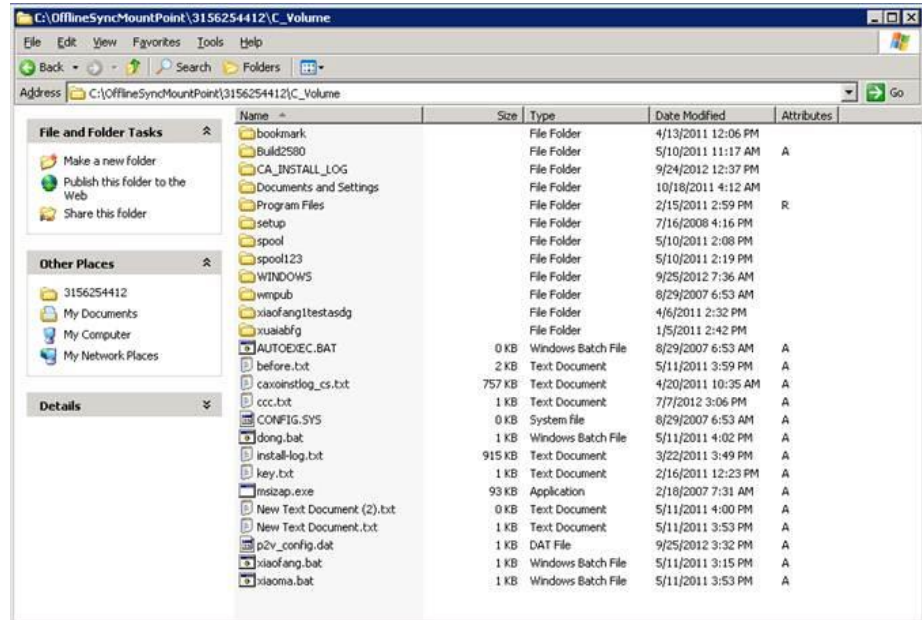 C:\OfflineSyncMountPoint\3156254412\C_Volume
File Edit View Favorites Tools Help
Back Search Folders
Address C:\OfflineSyncMountPoint\3156254412\C_Volume Go
File and Folder Tasks
Make a new folder
Publish this folder to the
Web
Share this folder
Other Places
3156254412
My Documents
My Computer
My Network Places
Details
Name Size Type Date Modified Attributes
bookmark File Folder 4/13/2011 12:06 PM
Build2580 File Folder 5/10/2011 11:17 AM A
CA_INSTALL_LOG File Folder 9/24/2012 12:37 PM
Documents and Settings File Folder 10/18/2011 4:12 AM
Program Files File Folder 2/15/2011 2:59 PM R
setup File Folder 7/16/2008 4:16 PM
spool File Folder 5/10/2011 2:08 PM
spool123 File Folder 5/10/2011 2:19 PM
WINDOWS File Folder 9/25/2012 7:36 AM
wmpub File Folder 8/29/2007 6:53 AM
xiaofang1testasdg File Folder 4/6/2011 2:32 PM
xuaiabfg File Folder 1/5/2011 2:42 PM
AUTOEXEC.BAT 0 KB Windows Batch File 8/29/2007 6:53 AM A
before.txt 2 KB Text Document 5/11/2011 3:59 PM A
caxoinstlog_cs.txt 757 KB Text Document 4/20/2011 10:35 AM A
ccc.txt 1 KB Text Document 7/7/2012 3:06 PM A
CONFIG.SYS 0 KB System file 8/29/2007 6:53 AM A
dong.bat 1 KB Windows Batch File 5/11/2011 4:02 PM A
install-log.txt 915 KB Text Document 3/22/2011 3:49 PM A
key.txt 1 KB Text Document 2/16/2011 12:23 PM A
msizap.exe 93 KB Application 2/18/2007 7:31 AM A
New Text Document (2).txt 0 KB Text Document 5/11/2011 4:00 PM A
New Text Document.txt 1 KB Text Document 5/11/2011 3:53 PM A
p2v_config.dat 1 KB DAT File 9/25/2012 3:32 PM A
xiaofang.bat 1 KB Windows Batch File 5/11/2011 3:15 PM A
xiaoma.bat 1 KB Windows Batch File 5/11/2011 3:53 PM A